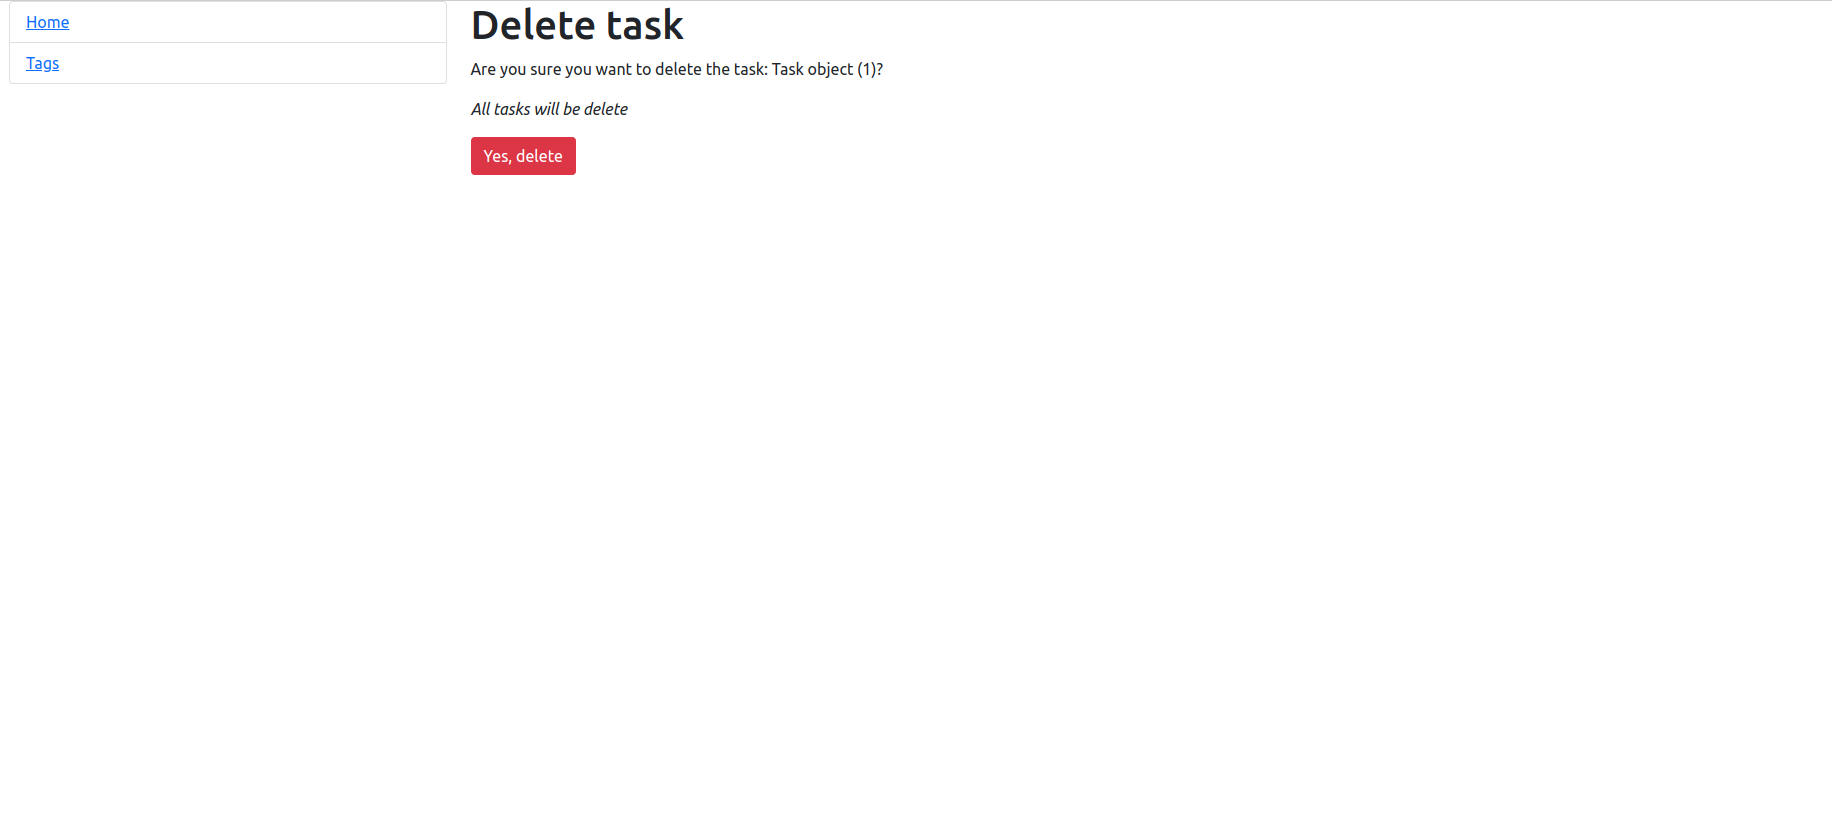 Home
Tags
Delete task
Are you sure you want to delete the task: Task object (1)?
All tasks will be delete
Yes, delete